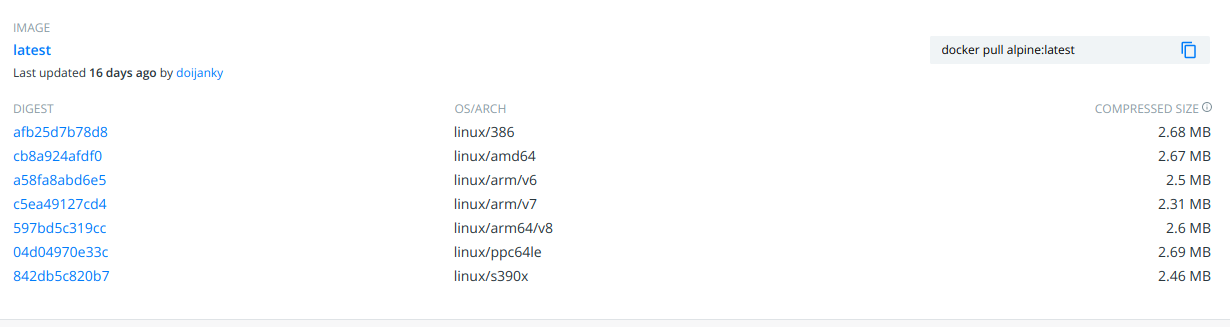 IMAGE
latest
docker pull alpine:latest
Last updated 16 days ago by doijanky
DIGEST OS/ARCH COMPRESSED SIZE
afb25d7b78d8 linux/386 2.68 MB
cb8a924afdf0 linux/amd64 2.67 MB
a58fa8abd6e5 linux/arm/v6 2.5 MB
c5ea49127cd4 linux/arm/v7 2.31 MB
597bd5c319cc linux/arm64/v8 2.6 MB
04d04970e33c linux/ppc64le 2.69 MB
842db5c820b7 linux/s390x 2.46 MB